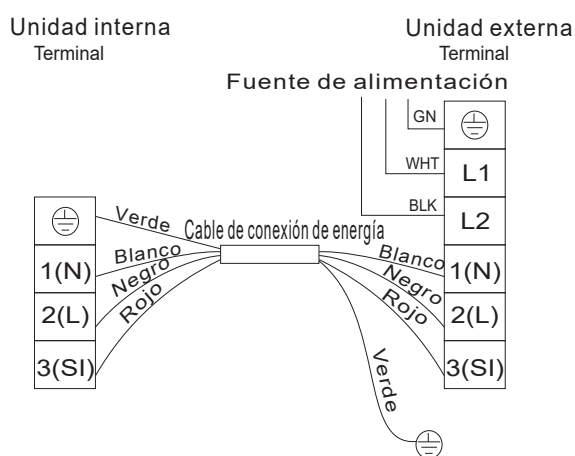 Unidad interna
Terminal
Unidad externa
Terminal
Fuente de alimentación
GN
WHT
L1
BLK
L2
Verde
Cable de conexión de energía
1(N)
Blanco
Blanco
1(N)
2(L)
Negro
Negro
2(L)
3(SI)
Rojo
Rojo
3(SI)
Verde